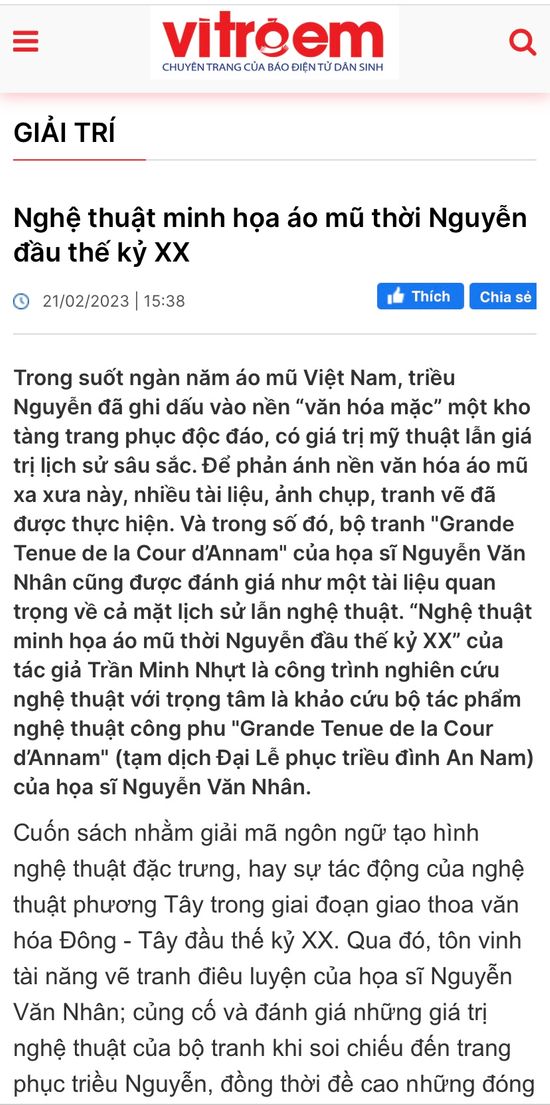 vìtrẻem
CHUYÊN TRANG CỦA BÁO ĐIỆN TỬ DÂN SINH
GIẢI TRÍ
Nghệ thuật minh họa áo mũ thời Nguyễn
đầu thế kỷ XX
21/02/2023 | 15:38
Thích
Chia sẻ
Trong suốt ngàn năm áo mũ Việt Nam, triều
Nguyễn đã ghi dấu vào nền “văn hóa mặc” một kho
tàng trang phục độc đáo, có giá trị mỹ thuật lẫn giá
trị lịch sử sâu sắc. Để phản ánh nền văn hóa áo mũ
xa xưa này, nhiều tài liệu, ảnh chụp, tranh vẽ đã
được thực hiện. Và trong số đó, bộ tranh "Grande
Tenue de la Cour d’Annam" của họa sĩ Nguyễn Văn
Nhân cũng được đánh giá như một tài liệu quan
trọng về cả mặt lịch sử lẫn nghệ thuật. “Nghệ thuật
minh họa áo mũ thời Nguyễn đầu thế kỷ XX” của
tác giả Trần Minh Nhựt là công trình nghiên cứu
nghệ thuật với trọng tâm là khảo cứu bộ tác phẩm
nghệ thuật công phu "Grande Tenue de la Cour
d’Annam" (tạm dịch Đại Lễ phục triều đình An Nam)
của họa sĩ Nguyễn Văn Nhân.
Cuốn sách nhằm giải mã ngôn ngữ tạo hình
nghệ thuật đặc trưng, hay sự tác động của nghệ
thuật phương Tây trong giai đoạn giao thoa văn
hóa Đông - Tây đầu thế kỷ XX. Qua đó, tôn vinh
tài năng vẽ tranh điêu luyện của họa sĩ Nguyễn
Văn Nhân; củng cố và đánh giá những giá trị
nghệ thuật của bộ tranh khi soi chiếu đến trang
phục triều Nguyễn, đồng thời đề cao những đóng